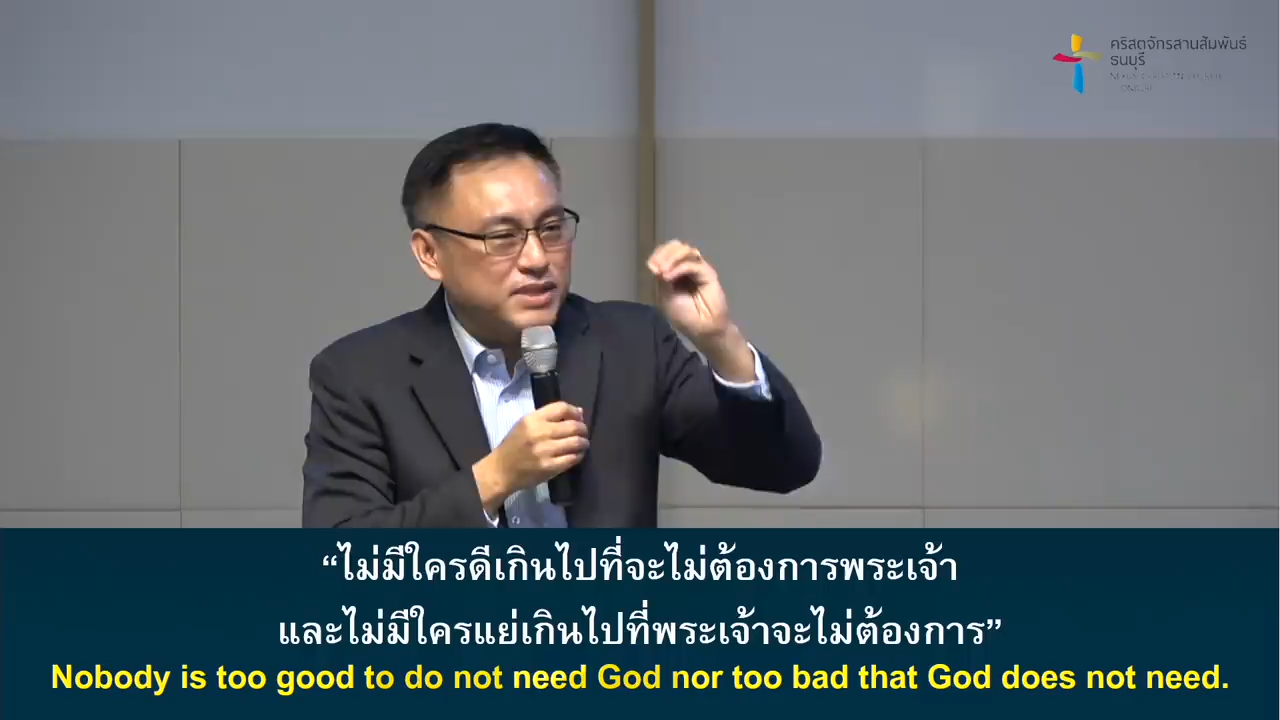 คริสตจักรสานสัมพันธ์
ธนบุรี
“ไม่มีใครดีเกินไปที่จะไม่ต้องการพระเจ้า
และไม่มีใครแย่เกินไปที่พระเจ้าจะไม่ต้องการ”
Nobody is too good to do not need God nor too bad that God does not need.